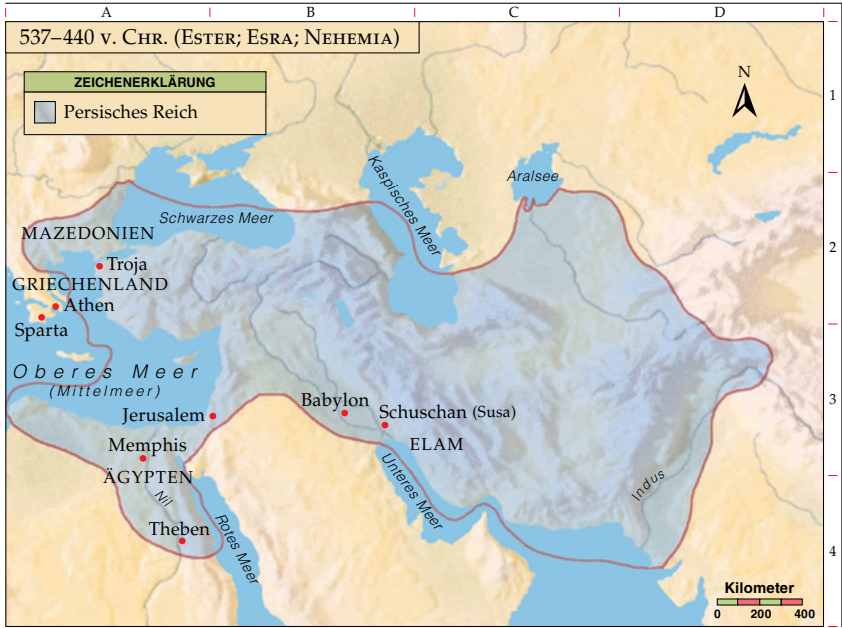 A B C D
537–440 v. Chr. (Ester; Esra; Nehemia)
ZEICHENERKLÄRUNG
Persisches Reich
N
1
Kaspisches Meer
Aralsee
Schwarzes Meer
MAZEDONIEN
2
Troja
GRIECHENLAND
Athen
Sparta
Oberes Meer
(Mittelmeer)
3
Babylon
Jerusalem
Schuschan (Susa)
Memphis
ELAM
ÄGYPTEN
Unteres Meer
Indus
Nil
Theben
Rotes Meer
4
Kilometer
0 200 400